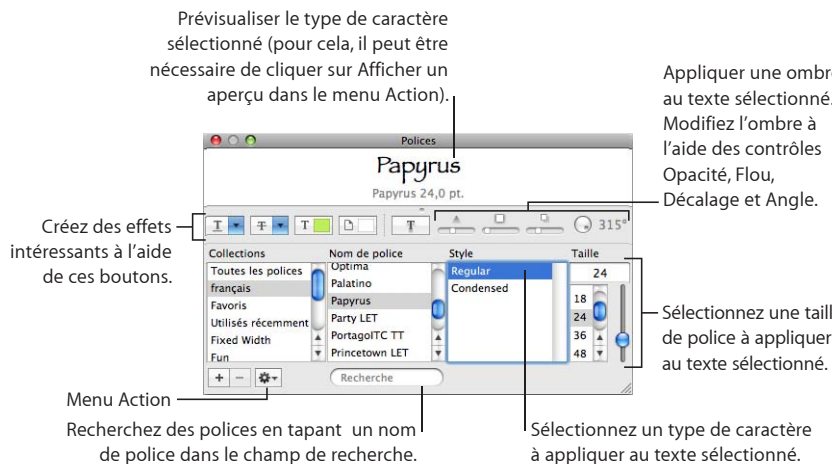 Prévisualiser le type de caractère
sélectionné (pour cela, il peut être
nécessaire de cliquer sur Afficher un
aperçu dans le menu Action).
Appliquer une ombre
au texte sélectionné.
Modifiez l'ombre à
l'aide des contrôles
Opacité, Flou,
Décalage et Angle.
Polices
Papyrus
Papyrus 24,0 pt.
Créez des effets
intéressants à l'aide
de ces boutons.
T T T T 315°
Collections Nom de police Style Taille
Toutes les polices Optima Regular 24
français Palatino Condensed
Favoris Papyrus 18
Utilisés récemment Party LET 24
Fixed Width PortagoITC TT 36
Fun Princetown LET 48
Sélectionnez une taill
de police à appliquer
au texte sélectionné.
+ − Recherche
Menu Action
Recherchez des polices en tapant un nom
de police dans le champ de recherche.
Sélectionnez un type de caractère
à appliquer au texte sélectionné.